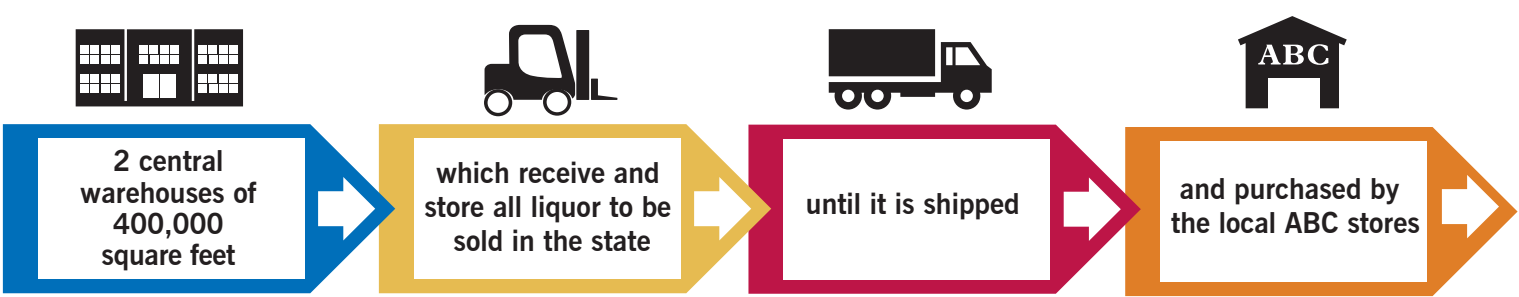 ABC
2 central
warehouses of
400,000
square feet
which receive and
store all liquor to be
sold in the state
until it is shipped
and purchased by
the local ABC stores